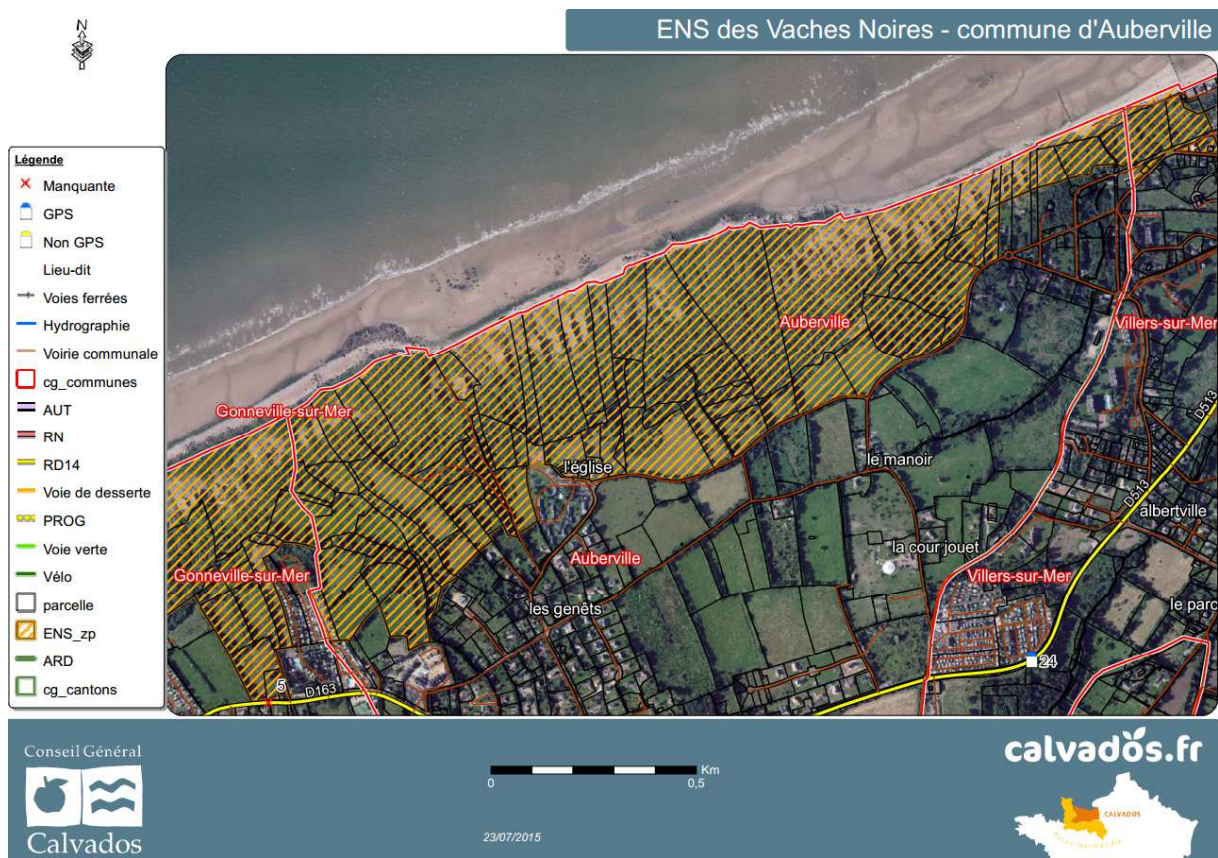 ENS des Vaches Noires - commune d'Auberville
N
Légende
Manquante
GPS
Non GPS
Lieu-dit
Voies ferrées
Hydrographie
Voirie communale
cg_communes
AUT
RN
RD14
Voie de desserte
PROG
Voie verte
Vélo
parcelle
ENS_zp
ARD
cg_cantons
Auberville
Villers-sur-Mer
Gonneville-sur-Mer
D513
l'église
le manoir
D513
albertville
la cour jouet
Auberville
Gonneville-sur-Mer
Villers-sur-Mer
les genêts
le parc
24
5
D163
Conseil Général
Calvados
Km
0
0,5
23/07/2015
calvados.fr
CALVADOS